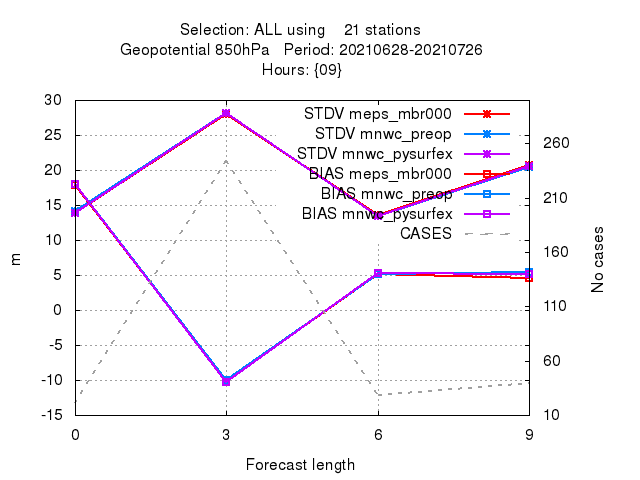 Selection: ALL using    21 stations
Geopotential 850hPa   Period: 20210628-20210726
Hours: {09}
30
25
20
15
10
5
0
-5
-10
-15
m
STDV meps_mbr000
STDV mnwc_preop
STDV mnwc_pysurfex
BIAS meps_mbr000
BIAS mnwc_preop
BIAS mnwc_pysurfex
CASES
260
210
160
110
60
10
No cases
0 3 6 9
Forecast length